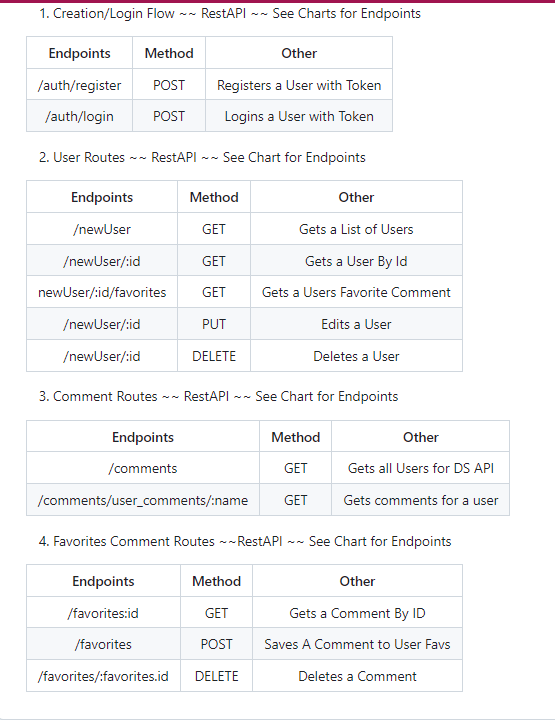 1. Creation/Login Flow ~~ RestAPI ~~ See Charts for Endpoints
Endpoints Method Other
/auth/register POST Registers a User with Token
/auth/login POST Logins a User with Token
2. User Routes ~~ RestAPI ~~ See Chart for Endpoints
Endpoints Method Other
/newUser GET Gets a List of Users
/newUser/:id GET Gets a User By Id
newUser/:id/favorites GET Gets a Users Favorite Comment
/newUser/:id PUT Edits a User
/newUser/:id DELETE Deletes a User
3. Comment Routes ~~ RestAPI ~~ See Chart for Endpoints
Endpoints Method Other
/comments GET Gets all Users for DS API
/comments/user_comments/:name GET Gets comments for a user
4. Favorites Comment Routes ~~RestAPI ~~ See Chart for Endpoints
Endpoints Method Other
/favorites:id GET Gets a Comment By ID
/favorites POST Saves A Comment to User Favs
/favorites/:favorites.id DELETE Deletes a Comment